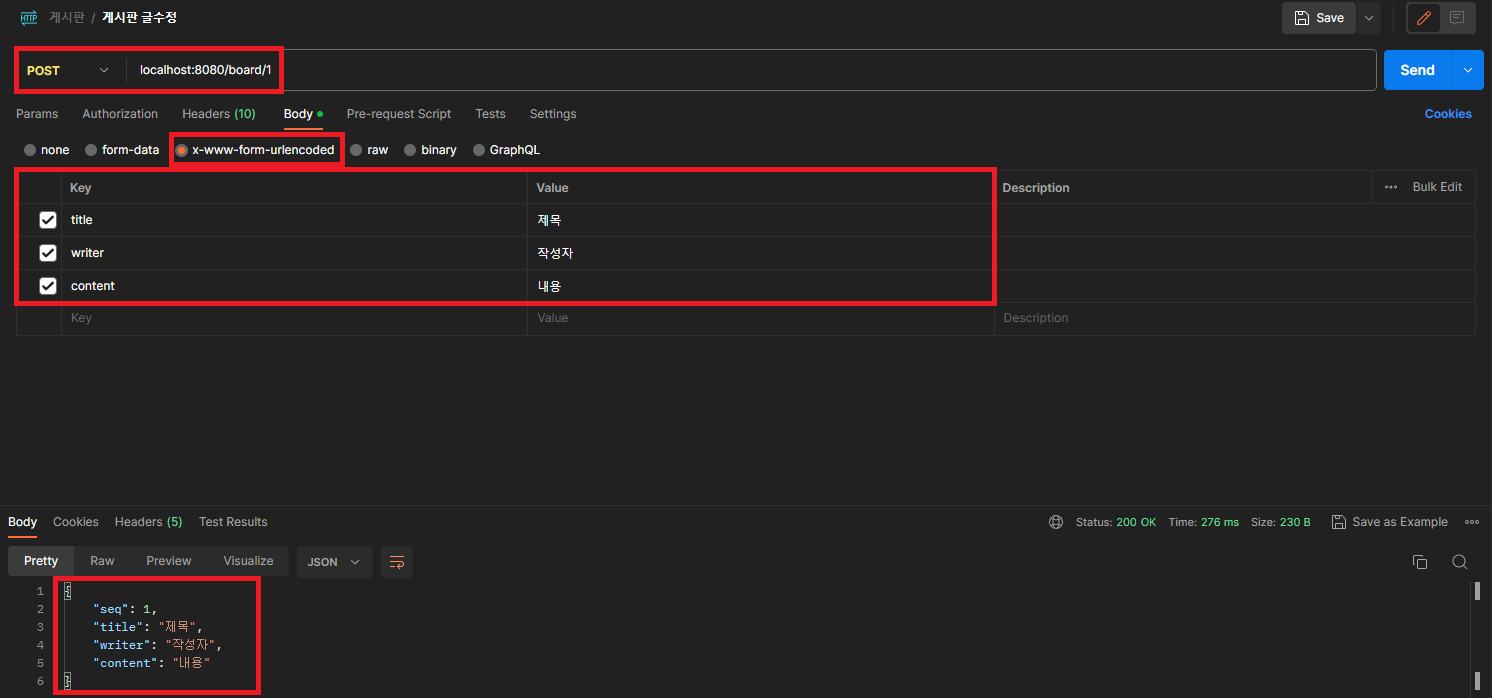 HTTP 게시판 / 게시판 글수정 Save
POST localhost:8080/board/1 Send
Params Authorization Headers (10) Body Pre-request Script Tests Settings Cookies
none form-data x-www-form-urlencoded raw binary GraphQL
Key Value Description Bulk Edit
title 제목
writer 작성자
content 내용
Key Value Description
Body Cookies Headers (5) Test Results Status: 200 OK Time: 276 ms Size: 230 B Save as Example
Pretty Raw Preview Visualize JSON
1 {
2 "seq": 1,
3 "title": "제목",
4 "writer": "작성자",
5 "content": "내용"
6 }